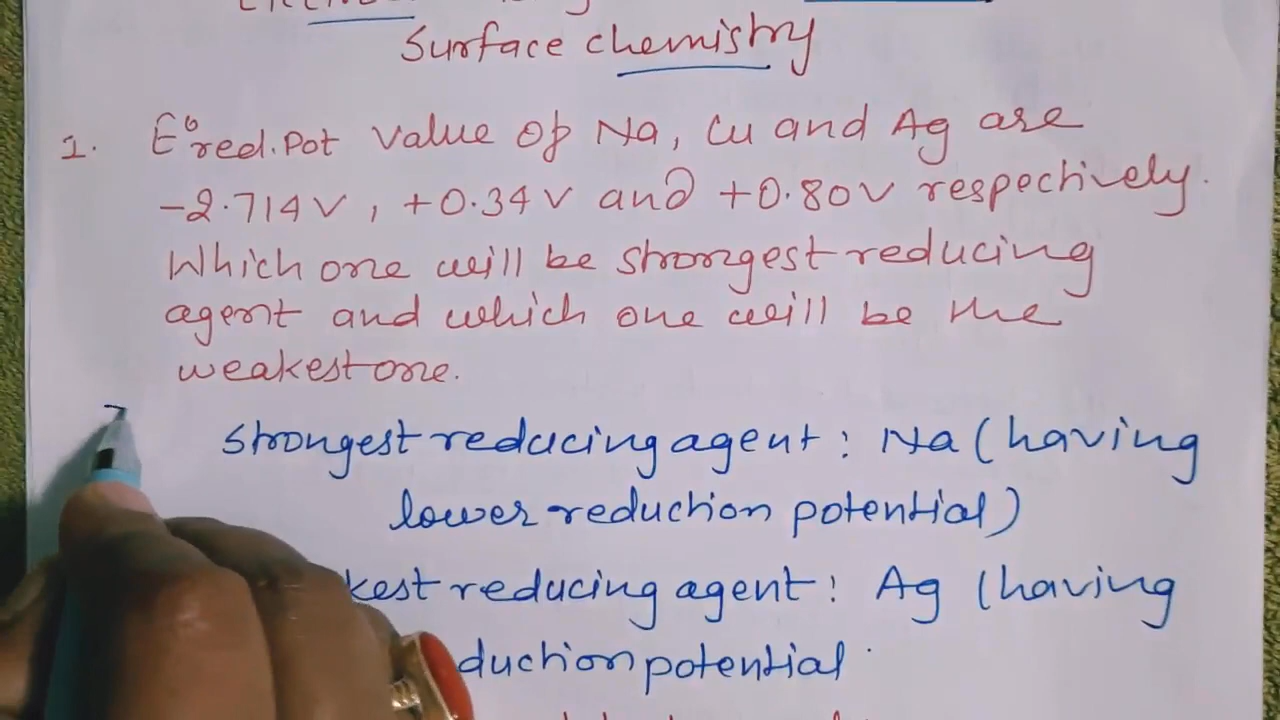 Surface chemistry
1. E°red.Pot value of Na, Cu and Ag are
-2.714V, +0.34V and +0.80V respectively.
Which one will be strongest reducing
agent and which one will be the
weakest one.
Strongest reducing agent: Na (having
lower reduction potential)
kest reducing agent: Ag (having
duction potential